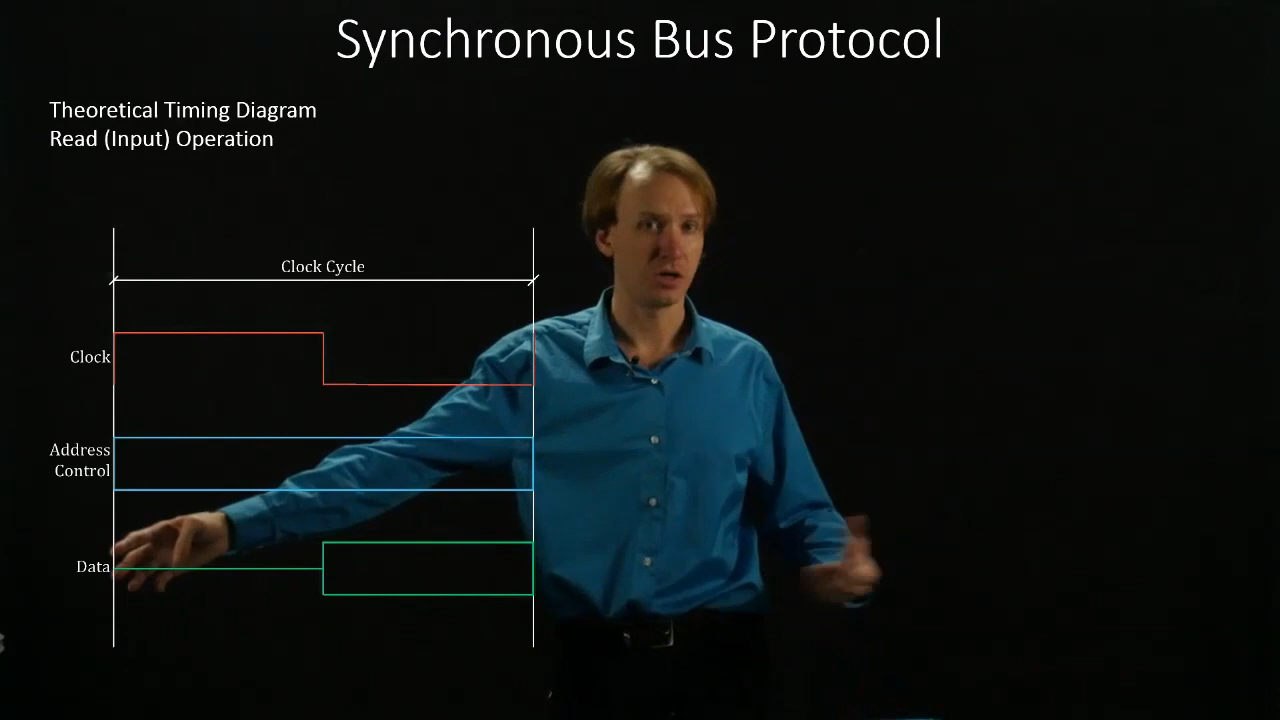 Synchronous Bus Protocol
Theoretical Timing Diagram
Read (Input) Operation
Clock Cycle
Clock
Address
Control
Data